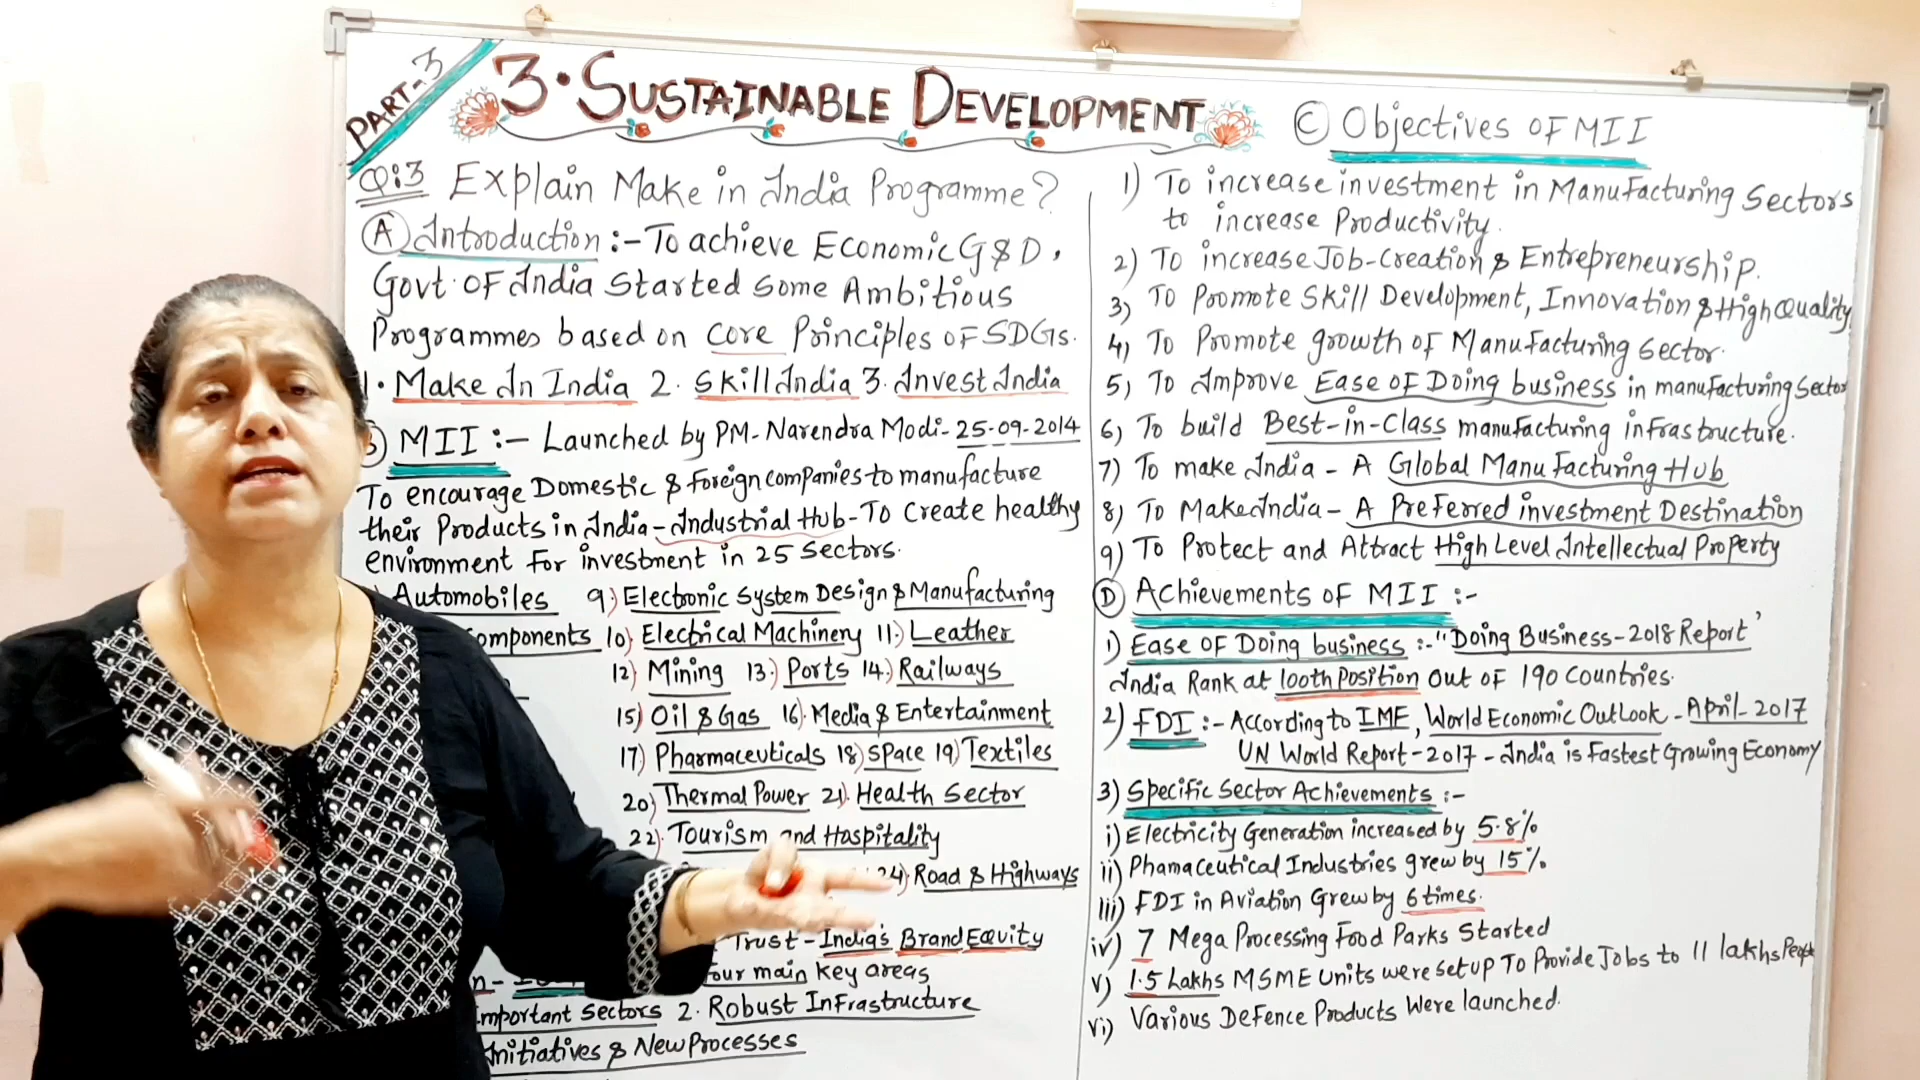 PART-3
3. SUSTAINABLE DEVELOPMENT
Q:3 Explain Make in India Programme?
(A) Introduction :- To achieve Economic G&D,
Govt. of India Started Some Ambitious
Programmes based on Core Principles of SDGs.
1. Make In India 2. Skill India 3. Invest India
MII :- Launched by PM-Narendra Modi-25-09-2014
To encourage Domestic & Foreign companies to manufacture
their Products in India-Industrial Hub-To Create healthy
environment for investment in 25 Sectors.
Automobiles 9.) Electronic System Design & Manufacturing
omponents 10) Electrical Machinery 11.) Leather
12) Mining 13.) Ports 14.) Railways
15) Oil & Gas 16). Media & Entertainment
17) Pharmaceuticals 18) Space 19) Textiles
20) Thermal Power 21). Health Sector
22). Tourism and Hospitality
24) Road & Highways
Trust - India's Brand Equity
Four main key areas
mportant Sectors 2. Robust Infrastructure
Initiatives & New Processes
(C) Objectives of MII
1) To increase investment in Manufacturing Sectors
to increase Productivity.
2) To increase Job-Creation & Entrepreneurship.
3) To Promote Skill Development, Innovation & High Quality
4) To Promote growth of Manufacturing Sector.
5) To Improve Ease of Doing business in manufacturing Sector
6) To build Best-in-Class manufacturing infrastructure.
7) To make India - A Global Manufacturing Hub
8) To Make India - A Preferred investment Destination
9) To Protect and Attract High Level Intellectual Property
(D) Achievements of MII :-
1) Ease of Doing business :- "Doing Business-2018 Report'
India Rank at 100th Position out of 190 Countries.
2) FDI :- According to IMF, World Economic Outlook - April-2017
UN World Report-2017 - India is Fastest Growing Economy
3) Specific Sector Achievements :-
i) Electricity Generation increased by 5.8%
ii) Phamaceutical Industries grew by 15%
iii) FDI in Aviation Grew by 6 times.
iv) 7 Mega Processing Food Parks Started
v) 1.5 Lakhs MSME Units were set up To Provide Jobs to 11 lakhs People
vi) Various Defence Products Were launched.